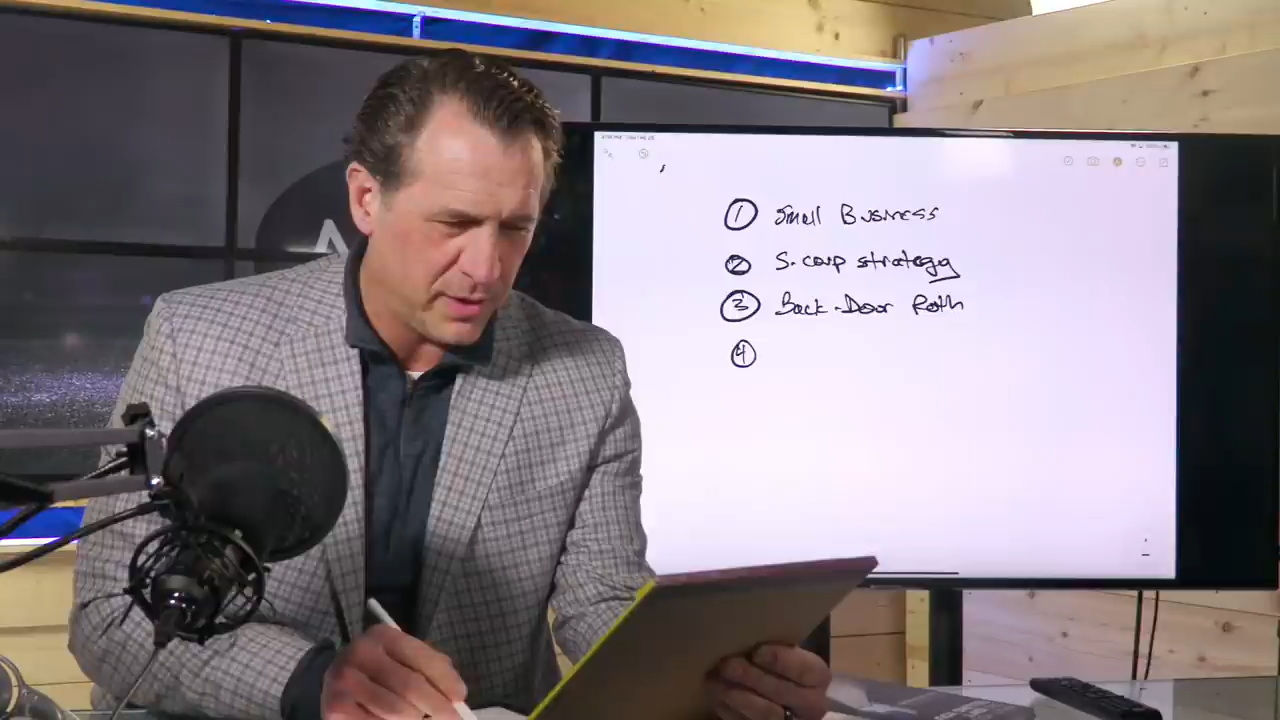 ① Small Business
② S.corp strategy
③ Back-Door Roth
④